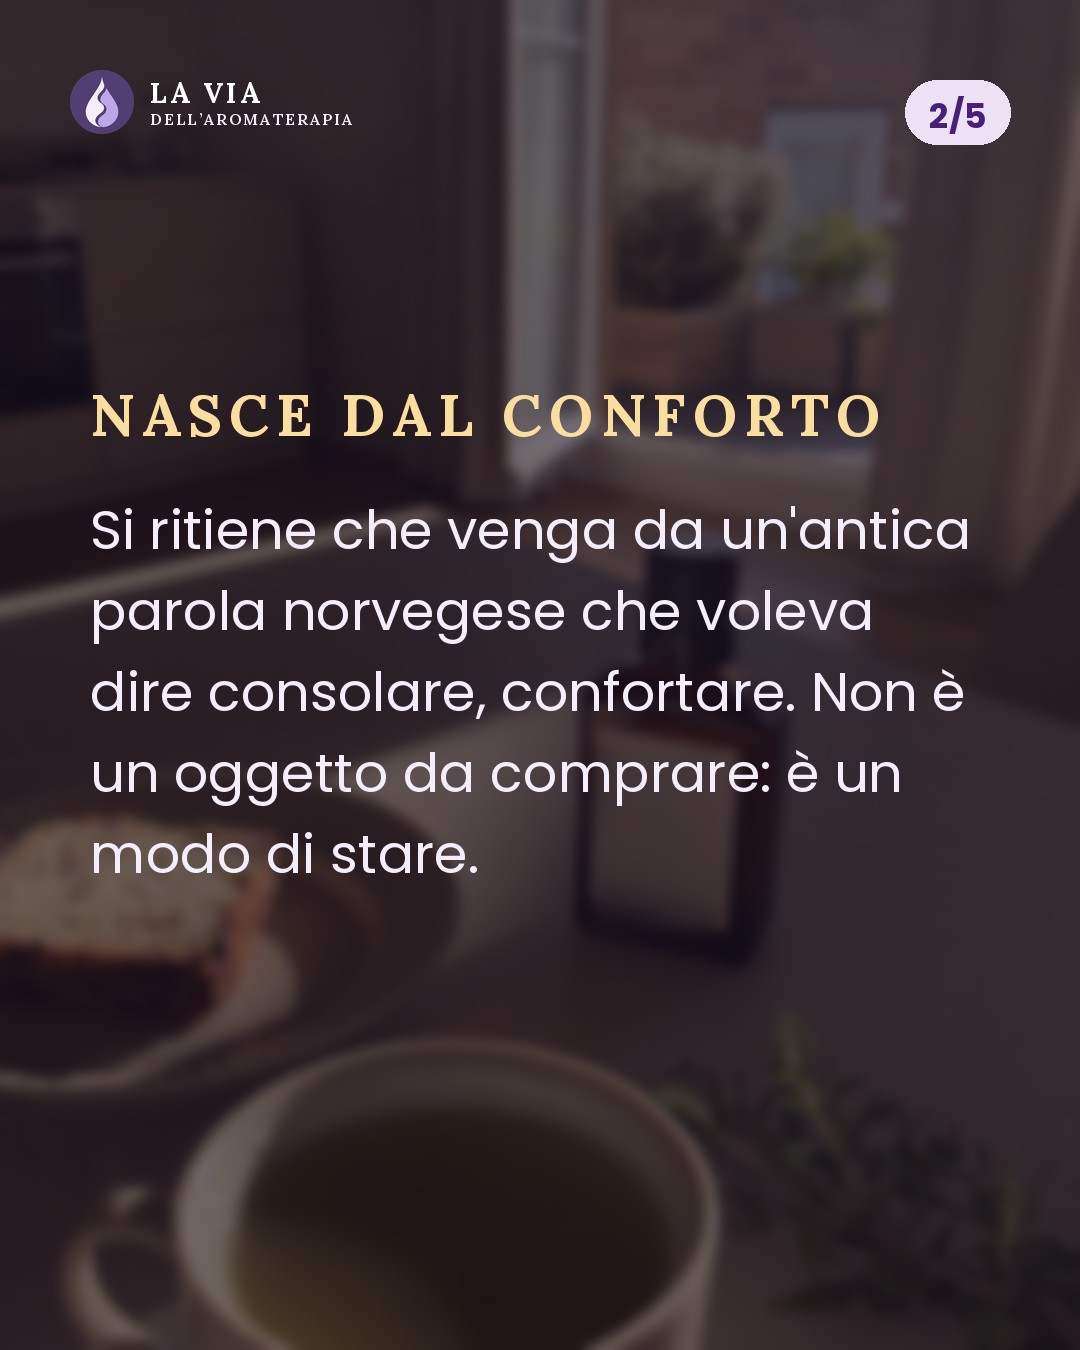 LA VIA
DELL'AROMATERAPIA
2/5
NASCE DAL CONFORTO
Si ritiene che venga da un'antica
parola norvegese che voleva
dire consolare, confortare. Non è
un oggetto da comprare: è un
modo di stare.